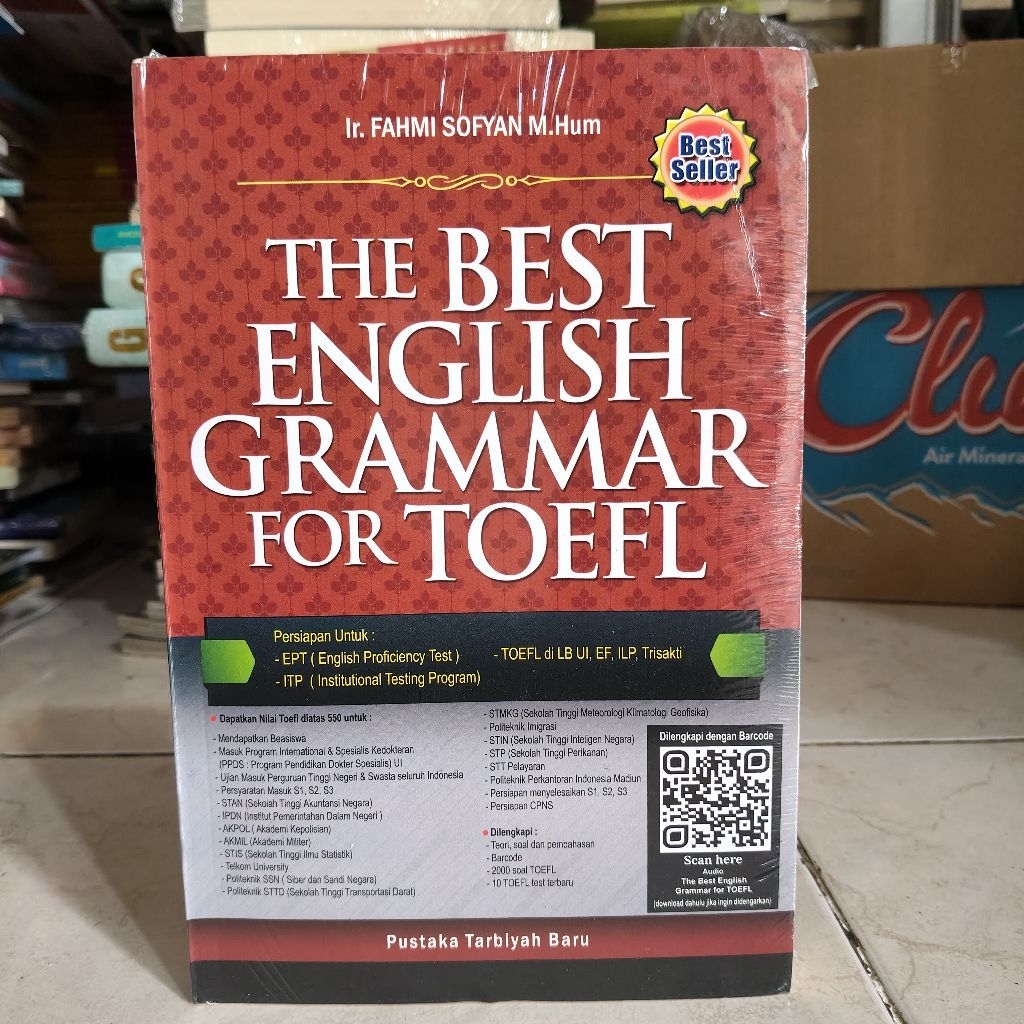 Ir. FAHMI SOFYAN M.Hum
Best
Seller
THE BEST
ENGLISH
GRAMMAR
FOR TOEFL
Persiapan Untuk :
- EPT ( English Proficiency Test )
- ITP ( Institutional Testing Program)
- TOEFL di LB UI, EF, ILP, Trisakti
Dapatkan Nilai Toefl diatas 550 untuk :
- Mendapatkan Beasiswa
- Masuk Program International & Spesialis Kedokteran
(PPDS : Program Pendidikan Dokter Spesialis) UI
- Ujian Masuk Perguruan Tinggi Negeri & Swasta seluruh Indonesia
- Persyaratan Masuk S1, S2, S3
- STAN (Sekolah Tinggi Akuntansi Negara)
- IPDN (Institut Pemerintahan Dalam Negeri )
- AKPOL ( Akademi Kepolisian)
- AKMIL (Akademi Militer)
- STIS (Sekolah Tinggi Ilmu Statistik)
- Telkom University
- Politeknik SSN ( Siber dan Sandi Negara)
- Politeknik STTD (Sekolah Tinggi Transportasi Darat)
- STMKG (Sekolah Tinggi Meteorologi Klimatologi Geofisika)
- Politeknik Imigrasi
- STIN (Sekolah Tinggi Inteligen Negara)
- STP (Sekolah Tinggi Perikanan)
- STT Pelayaran
- Politeknik Perkantoran Indonesia Madiun
- Persiapan menyelesaikan S1, S2, S3
- Persiapan CPNS
Dilengkapi :
- Teori, soal dan pembahasan
- Barcode
- 2000 soal TOEFL
- 10 TOEFL test terbaru
Dilengkapi dengan Barcode
Scan here
Audio
The Best English
Grammar for TOEFL
(download dahulu jika ingin didengarkan)
Pustaka Tarbiyah Baru
Air Minera